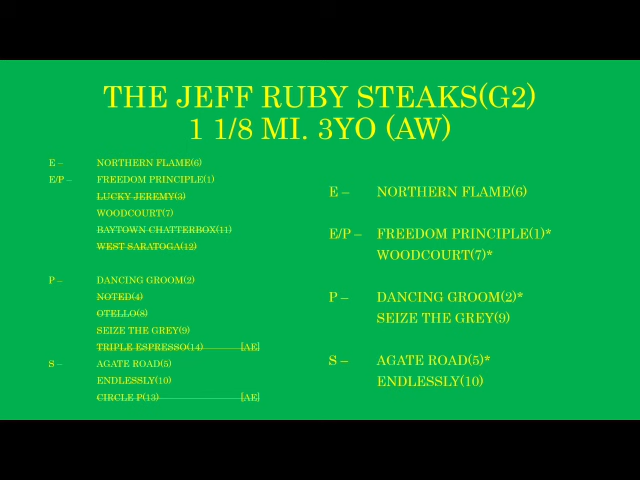 THE JEFF RUBY STEAKS(G2)
1 1/8 MI. 3YO (AW)
E – NORTHERN FLAME(6)
E/P – FREEDOM PRINCIPLE(1)
LUCKY JEREMY(3)
WOODCOURT(7)
BAYTOWN CHATTERBOX(11)
WEST SARATOGA(12)
P – DANCING GROOM(2)
NOTED(4)
OTELLO(8)
SEIZE THE GREY(9)
TRIPLE ESPRESSO(14) [AE]
S – AGATE ROAD(5)
ENDLESSLY(10)
CIRCLE P(13) [AE]
E – NORTHERN FLAME(6)
E/P – FREEDOM PRINCIPLE(1)*
WOODCOURT(7)*
P – DANCING GROOM(2)*
SEIZE THE GREY(9)
S – AGATE ROAD(5)*
ENDLESSLY(10)